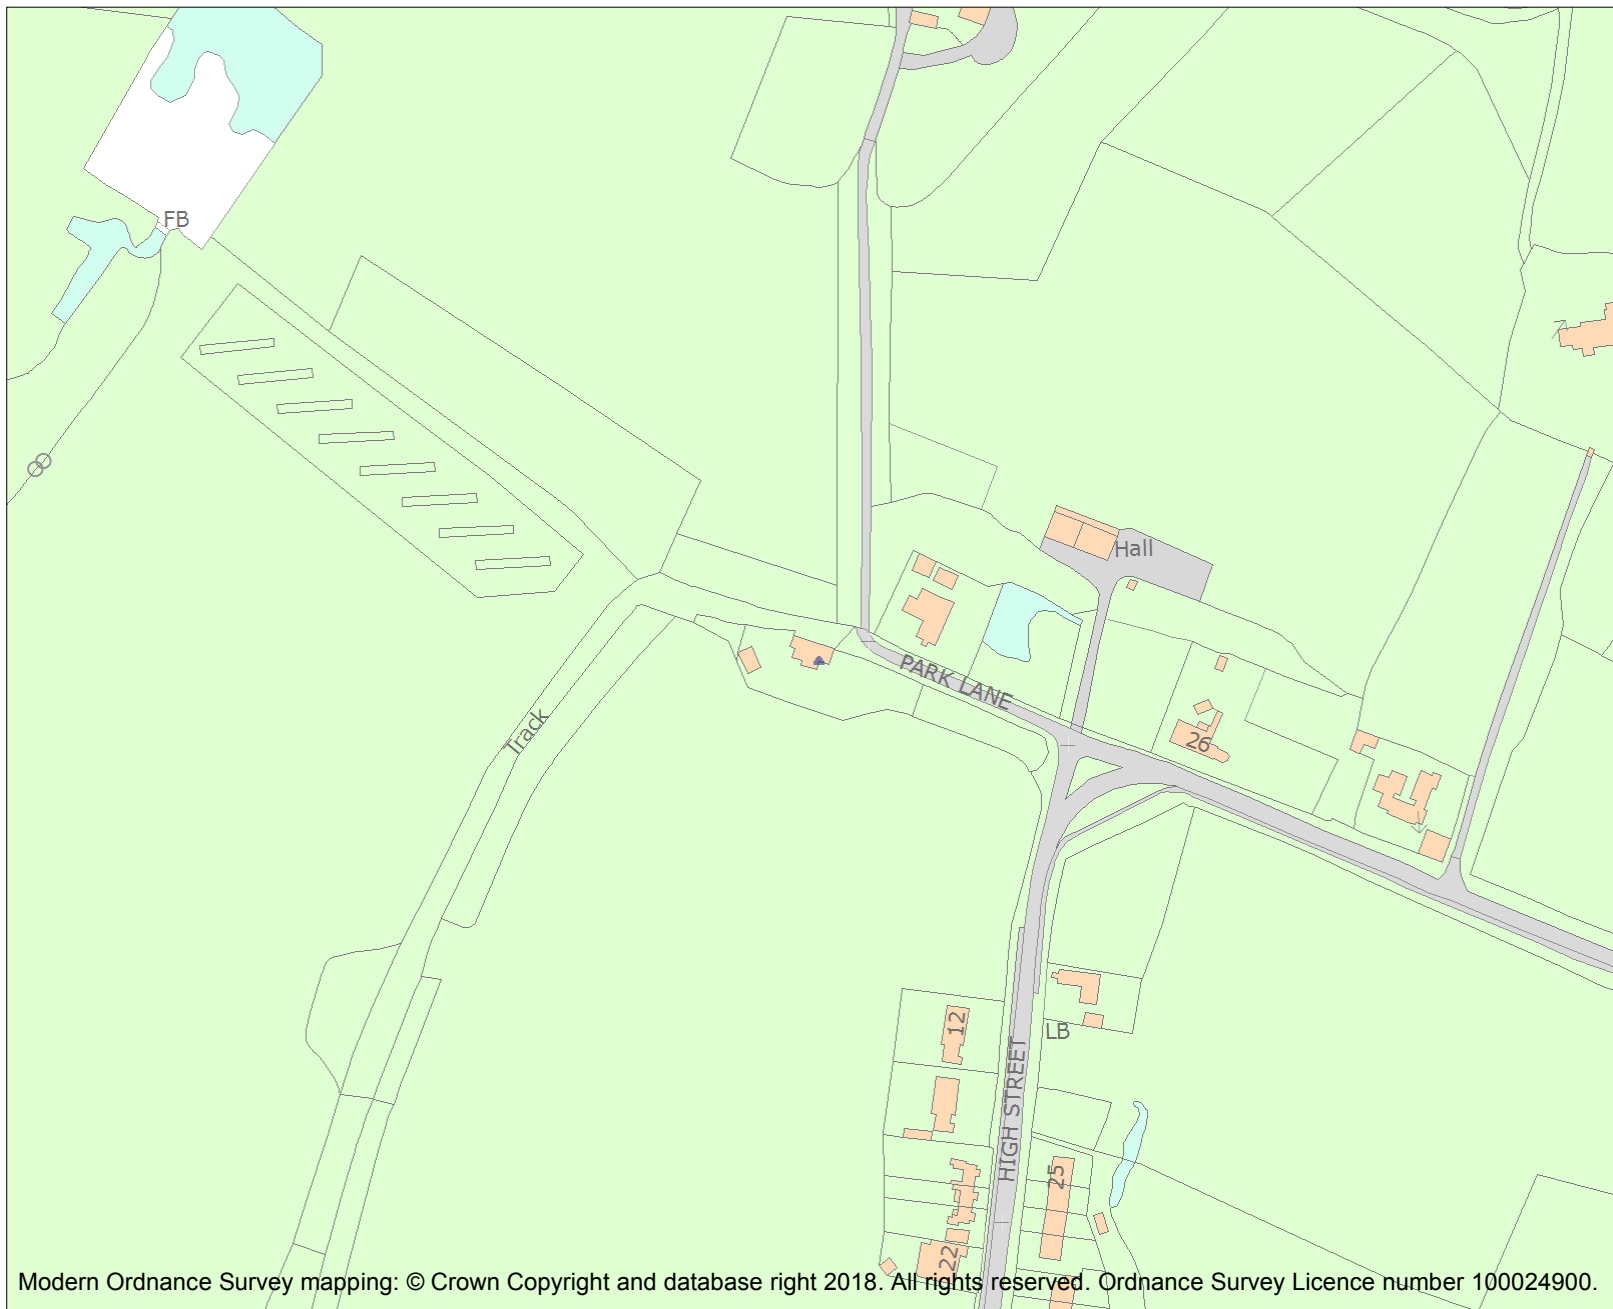 FB
Hall
PARK LANE
Track
26
12
LB
HIGH STREET
25
22
Modern Ordnance Survey mapping: © Crown Copyright and database right 2018. All rights reserved. Ordnance Survey Licence number 100024900.